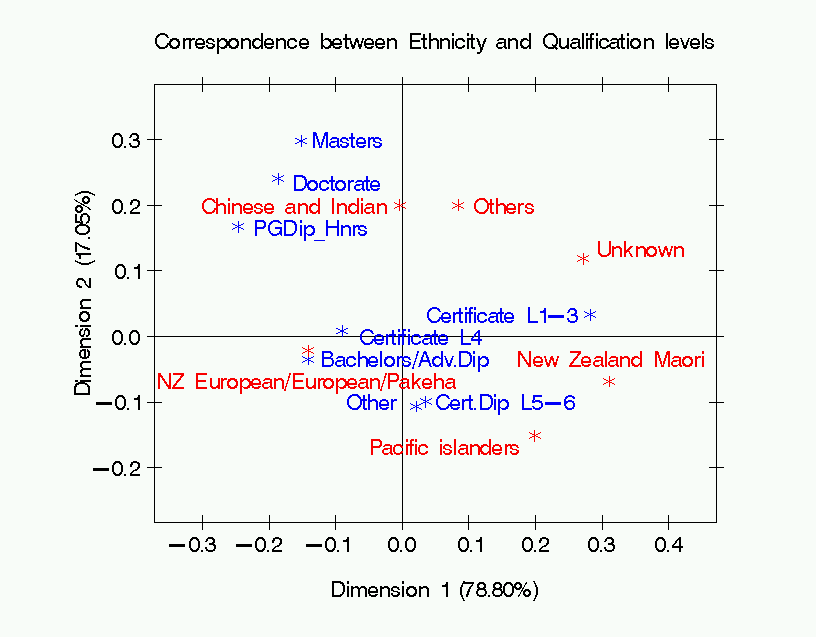 Correspondence between Ethnicity and Qualification levels
0.3
Masters
Doctorate
0.2
Chinese and Indian
Others
PGDip_Hnrs
Unknown
0.1
Certificate L1-3
0.0
Certificate L4
Bachelors/Adv.Dip
New Zealand Maori
NZ European/European/Pakeha
-0.1
Other
Cert.Dip L5-6
Pacific islanders
-0.2
Dimension 2 (17.05%)
-0.3 -0.2 -0.1 0.0 0.1 0.2 0.3 0.4
Dimension 1 (78.80%)